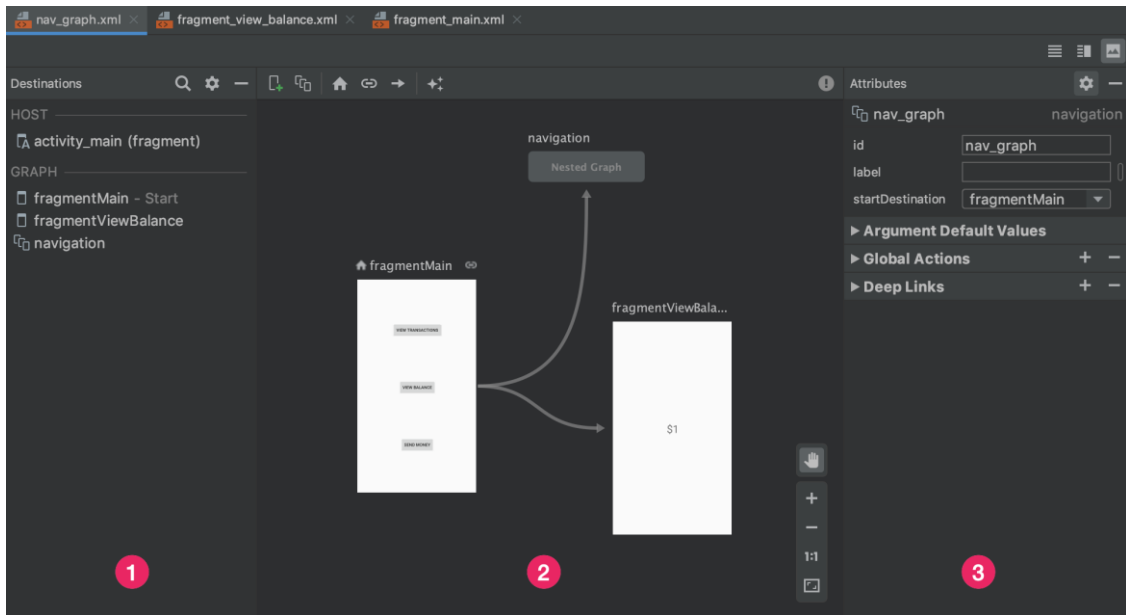 nav_graph.xml
fragment_view_balance.xml
fragment_main.xml
Destinations
HOST
activity_main (fragment)
GRAPH
fragmentMain - Start
fragmentViewBalance
navigation
1
navigation
Nested Graph
fragmentMain
VIEW TRANSACTIONS
VIEW BALANCE
SEND MONEY
fragmentViewBala...
$1
1:1
2
Attributes
nav_graph navigation
id nav_graph
label
startDestination fragmentMain
Argument Default Values
Global Actions
Deep Links
3